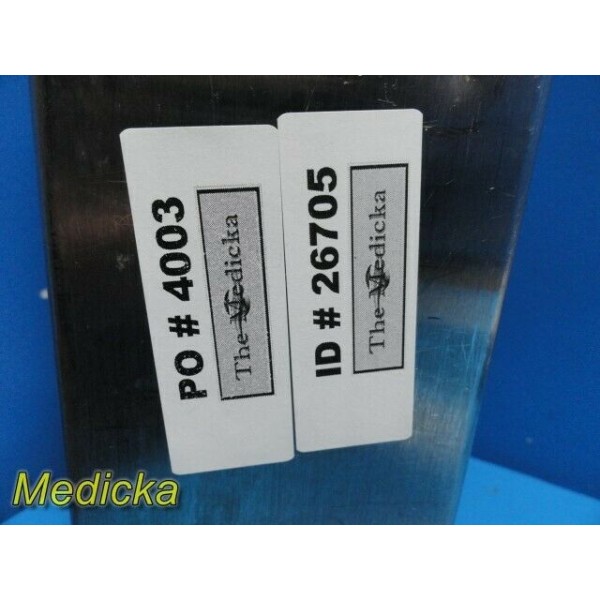 PO # 4003
The Medicka
ID # 26705
The Medicka
Medicka